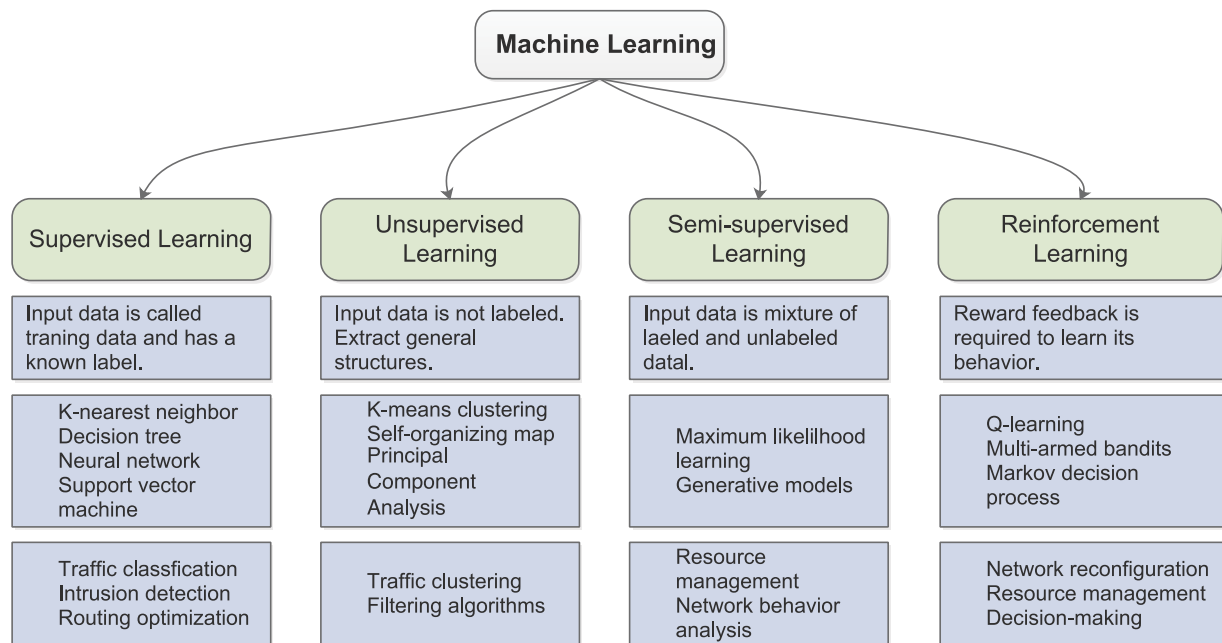 Machine Learning
Supervised Learning
Unsupervised
Learning
Semi-supervised
Learning
Reinforcement
Learning
Input data is called
traning data and has a
known label.
Input data is not labeled.
Extract general
structures.
Input data is mixture of
laeled and unlabeled
datal.
Reward feedback is
required to learn its
behavior.
K-nearest neighbor
Decision tree
Neural network
Support vector
machine
K-means clustering
Self-organizing map
Principal
Component
Analysis
Maximum likelilhood
learning
Generative models
Q-learning
Multi-armed bandits
Markov decision
process
Traffic classfication
Intrusion detection
Routing optimization
Traffic clustering
Filtering algorithms
Resource
management
Network behavior
analysis
Network reconfiguration
Resource management
Decision-making